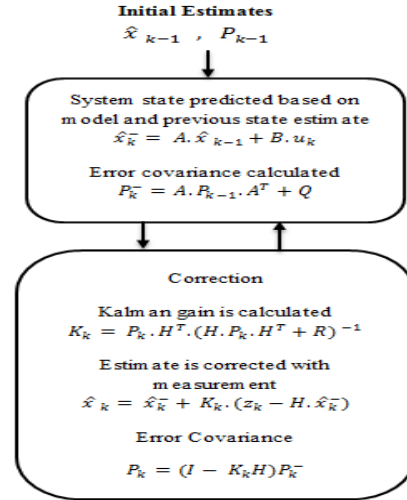 Initial Estimates
x̂ ₖ₋₁ , Pₖ₋₁
System state predicted based on
model and previous state estimate
x̂ₖ⁻ = A. x̂ ₖ₋₁ + B. uₖ
Error covariance calculated
Pₖ⁻ = A. Pₖ₋₁. Aᵀ + Q
Correction
Kalman gain is calculated
Kₖ = Pₖ. Hᵀ. (H. Pₖ. Hᵀ + R) ⁻¹
Estimate is corrected with
measurement
x̂ ₖ = x̂ₖ⁻ + Kₖ. (zₖ − H. x̂ₖ⁻)
Error Covariance
Pₖ = (I − KₖH)Pₖ⁻